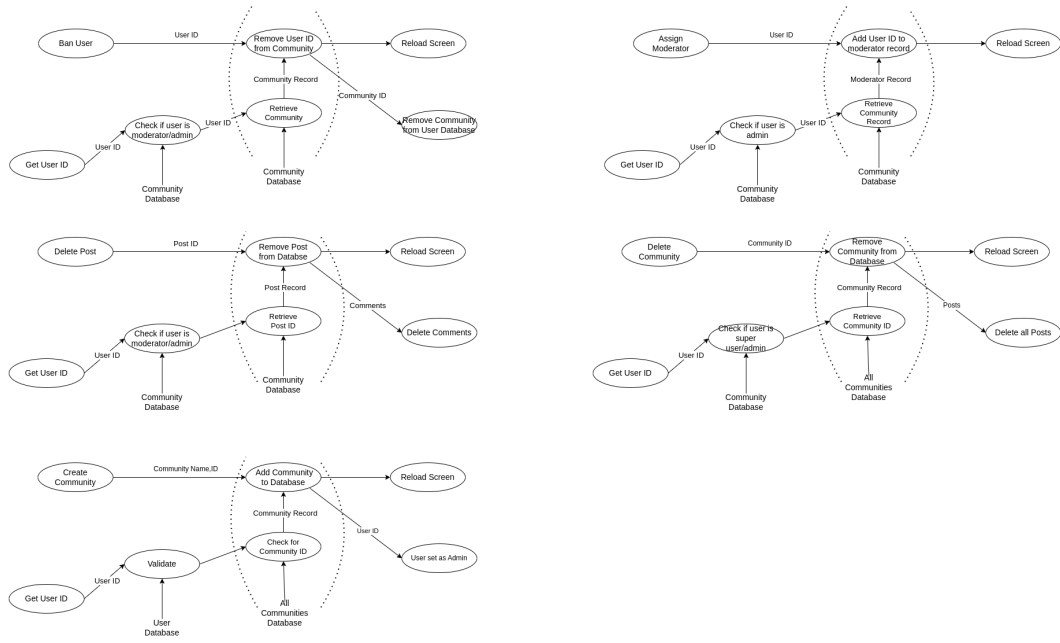 Ban User
User ID
Remove User ID
from Community
Reload Screen
Community Record
Community ID
Retrieve
Community
Remove Community
from User Database
User ID
Check if user is
moderator/admin
User ID
Get User ID
Community
Database
Community
Database
Assign
Moderator
User ID
Add User ID to
moderator record
Reload Screen
Moderator Record
Retrieve
Community
Record
User ID
Check if user is
admin
User ID
Get User ID
Community
Database
Community
Database
Delete Post
Post ID
Remove Post
from Databse
Reload Screen
Post Record
Comments
Retrieve
Post ID
Delete Comments
Check if user is
moderator/admin
User ID
Get User ID
Community
Database
Community
Database
Delete
Community
Community ID
Remove
Community from
Database
Reload Screen
Community Record
Posts
Retrieve
Community ID
Delete all Posts
Check if user is
super
user/admin
User ID
Get User ID
All
Communities
Database
Community
Database
Create
Community
Community Name,ID
Add Community
to Database
Reload Screen
Community Record
User ID
Check for
Community ID
User set as Admin
Validate
User ID
Get User ID
All
Communities
Database
User
Database